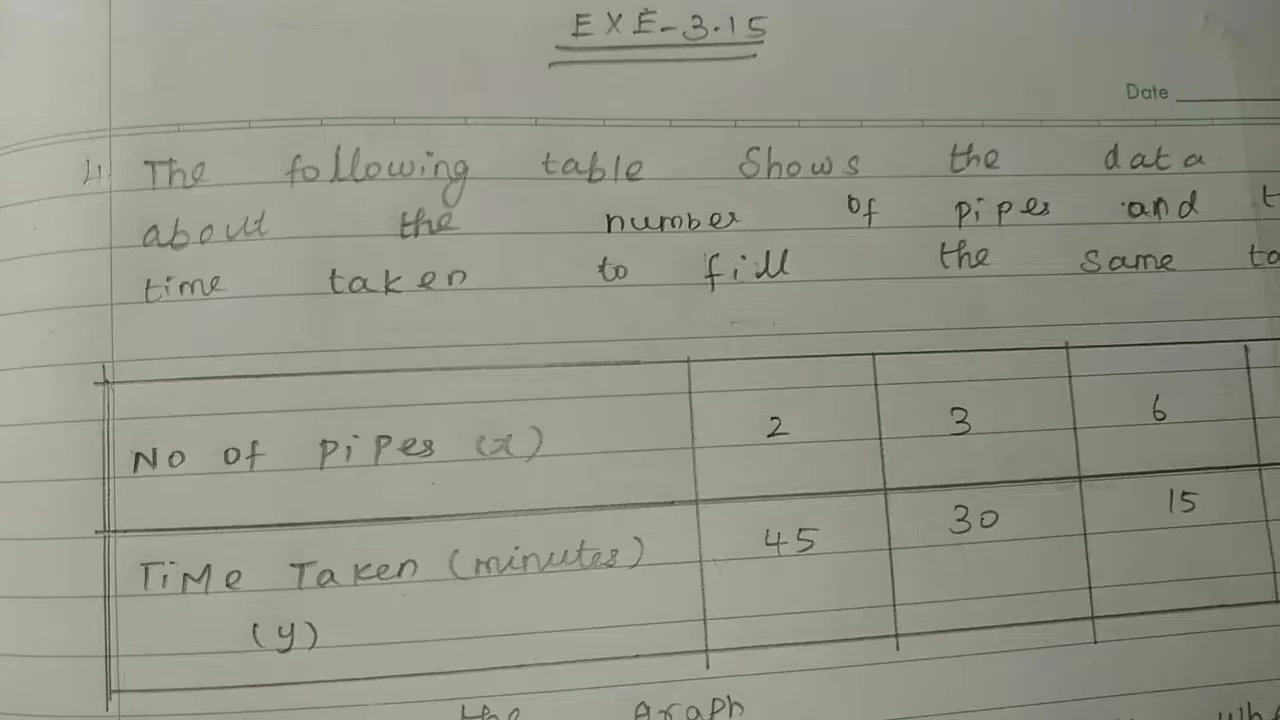 EXE-3.15
Date
4. The following table Shows the data
about the number of pipes and
time taken to fill the same
No of pipes (x) 2 3 6
Time Taken (minutes) 45 30 15
(y)
the Graph